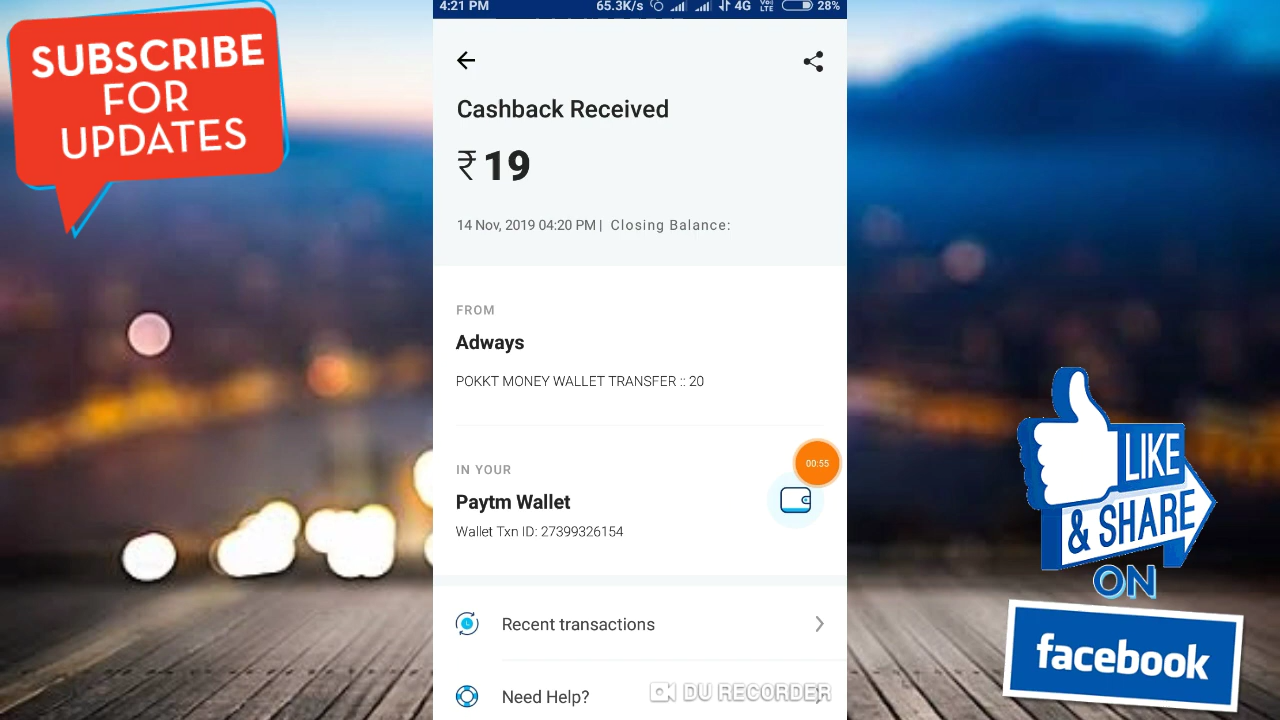 SUBSCRIBE
FOR
UPDATES
4:21 PM 65.3K/s 4G VoLTE 28%
Cashback Received
₹ 19
14 Nov, 2019 04:20 PM | Closing Balance:
FROM
Adways
POKKT MONEY WALLET TRANSFER :: 20
IN YOUR
00:55
Paytm Wallet
Wallet Txn ID: 27399326154
Recent transactions
Need Help?
DU RECORDER
LIKE
& SHARE
ON
facebook